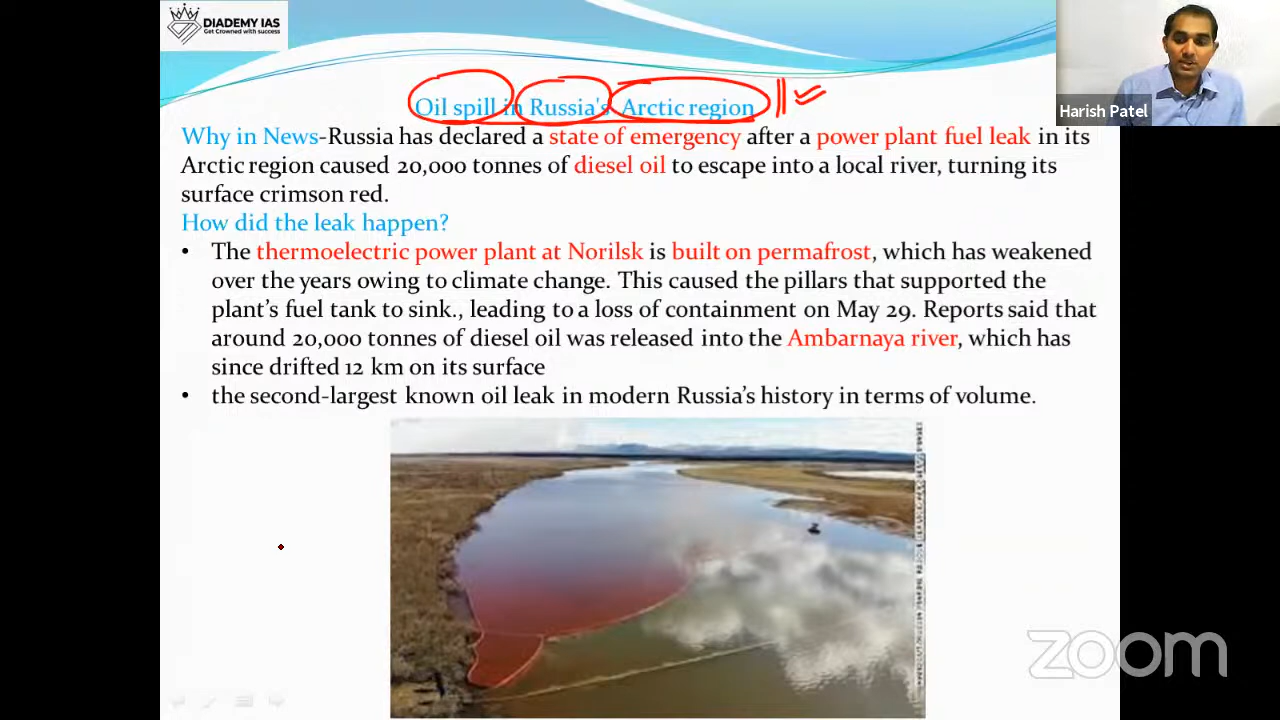 DIADEMY IAS
Get Crowned with success
Harish Patel
Oil spill in Russia's Arctic region
Why in News-Russia has declared a state of emergency after a power plant fuel leak in its
Arctic region caused 20,000 tonnes of diesel oil to escape into a local river, turning its
surface crimson red.
How did the leak happen?
• The thermoelectric power plant at Norilsk is built on permafrost, which has weakened
over the years owing to climate change. This caused the pillars that supported the
plant's fuel tank to sink., leading to a loss of containment on May 29. Reports said that
around 20,000 tonnes of diesel oil was released into the Ambarnaya river, which has
since drifted 12 km on its surface
• the second-largest known oil leak in modern Russia's history in terms of volume.
zoom